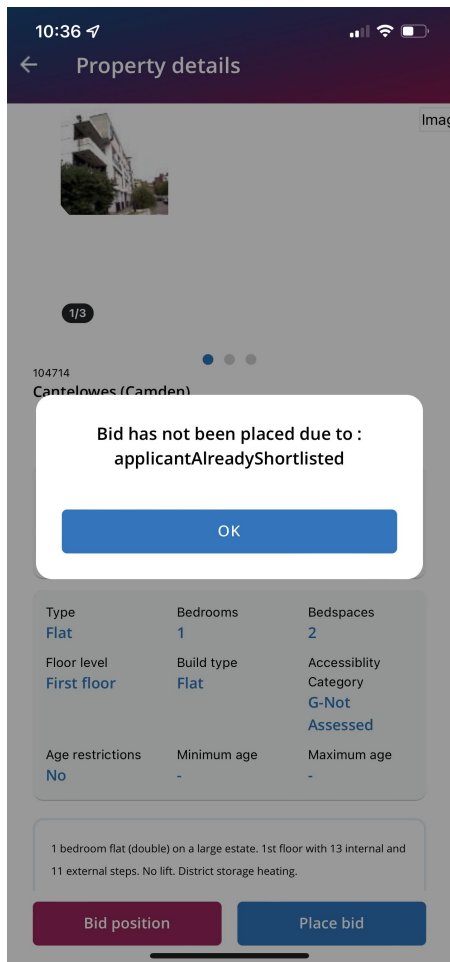 10:36
Property details
Imag
1/3
104714
Cantelowes (Camden)
Bid has not been placed due to :
applicantAlreadyShortlisted
OK
Type Bedrooms Bedspaces
Flat 1 2
Floor level Build type Accessiblity
Category
First floor Flat G-Not
Assessed
Age restrictions Minimum age Maximum age
No - -
1 bedroom flat (double) on a large estate. 1st floor with 13 internal and
11 external steps. No lift. District storage heating.
Bid position Place bid